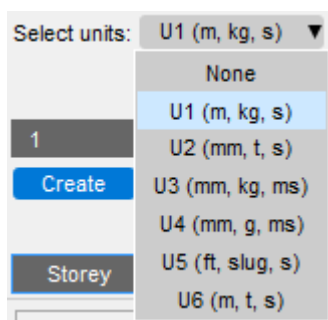 Select units: U1 (m, kg, s) ▼
None
U1 (m, kg, s)
1
U2 (mm, t, s)
Create
U3 (mm, kg, ms)
U4 (mm, g, ms)
Storey
U5 (ft, slug, s)
U6 (m, t, s)